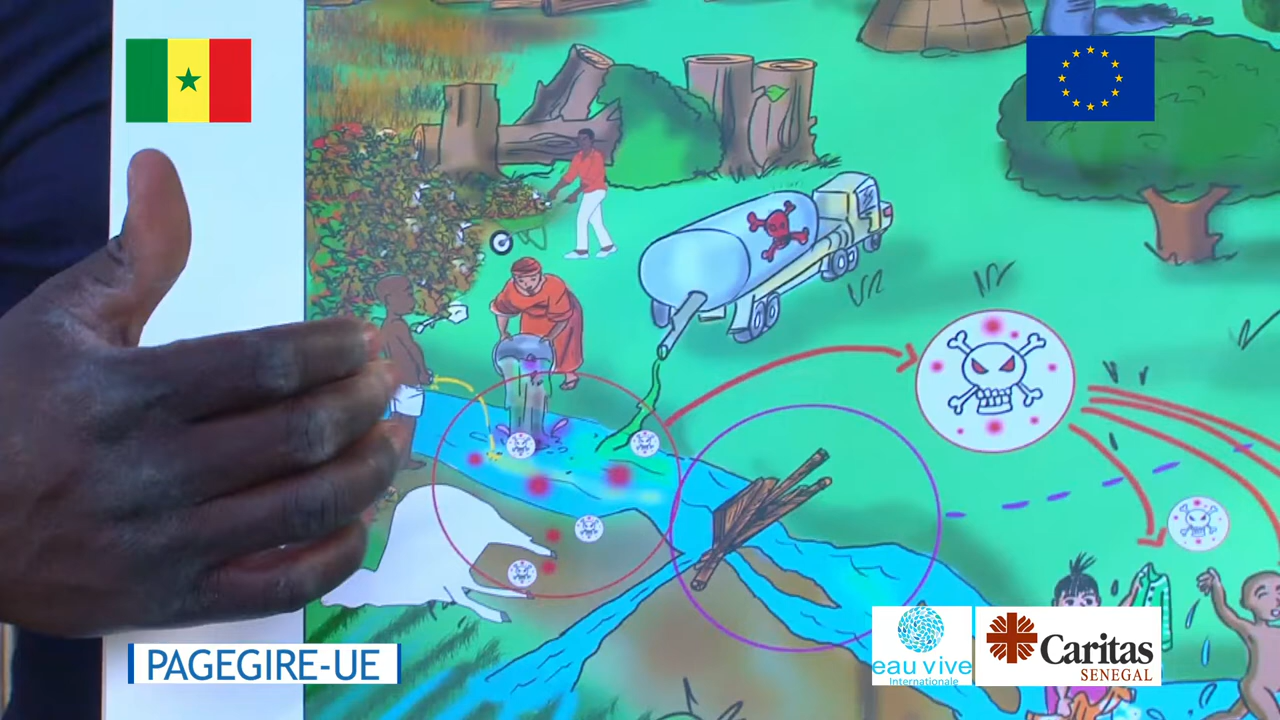 PAGEGIRE-UE
eau vive
Internationale
Caritas
SENEGAL